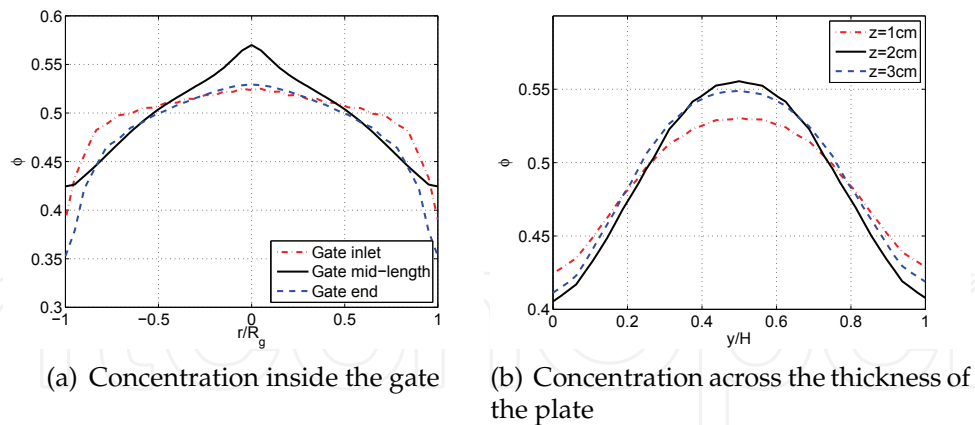 0.6
0.55
0.5
0.45
0.4
0.35
0.3
ϕ
−1
−0.5
0
0.5
1
r/R_g
Gate inlet
Gate mid−length
Gate end
(a) Concentration inside the gate
0.55
0.5
0.45
0.4
ϕ
0
0.2
0.4
0.6
0.8
1
y/H
z=1cm
z=2cm
z=3cm
(b) Concentration across the thickness of
the plate